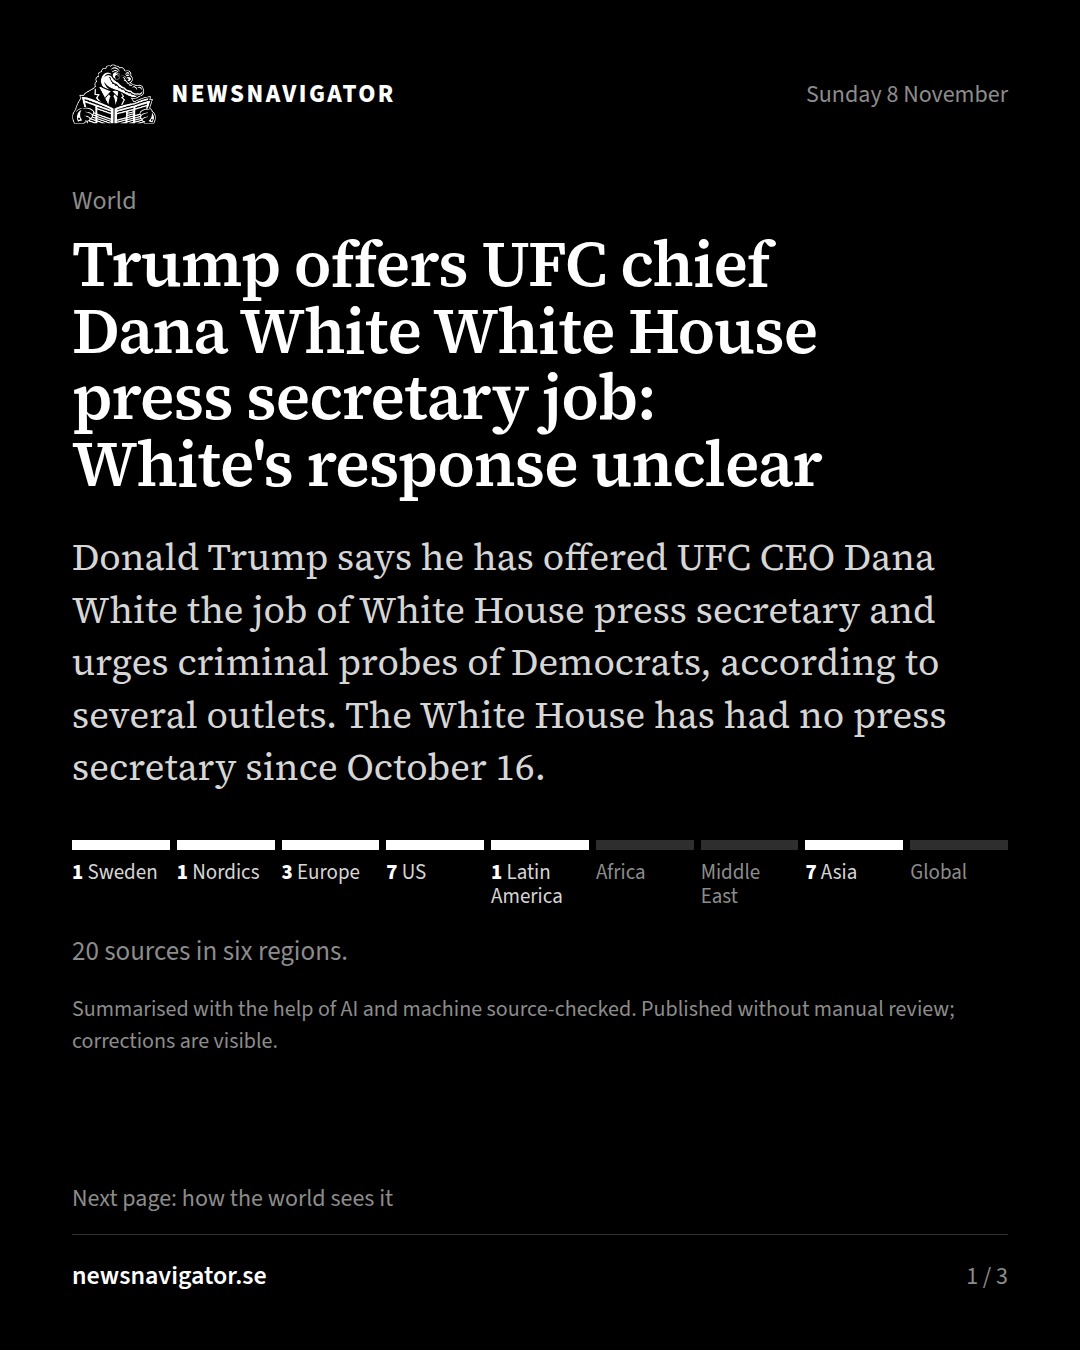 NEWSNAVIGATOR
Sunday 8 November
World
Trump offers UFC chief
Dana White White House
press secretary job:
White's response unclear
Donald Trump says he has offered UFC CEO Dana
White the job of White House press secretary and
urges criminal probes of Democrats, according to
several outlets. The White House has had no press
secretary since October 16.
1 Sweden
1 Nordics
3 Europe
7 US
1 Latin
America
Africa
Middle
East
7 Asia
Global
20 sources in six regions.
Summarised with the help of AI and machine source-checked. Published without manual review;
corrections are visible.
Next page: how the world sees it
newsnavigator.se
1 / 3